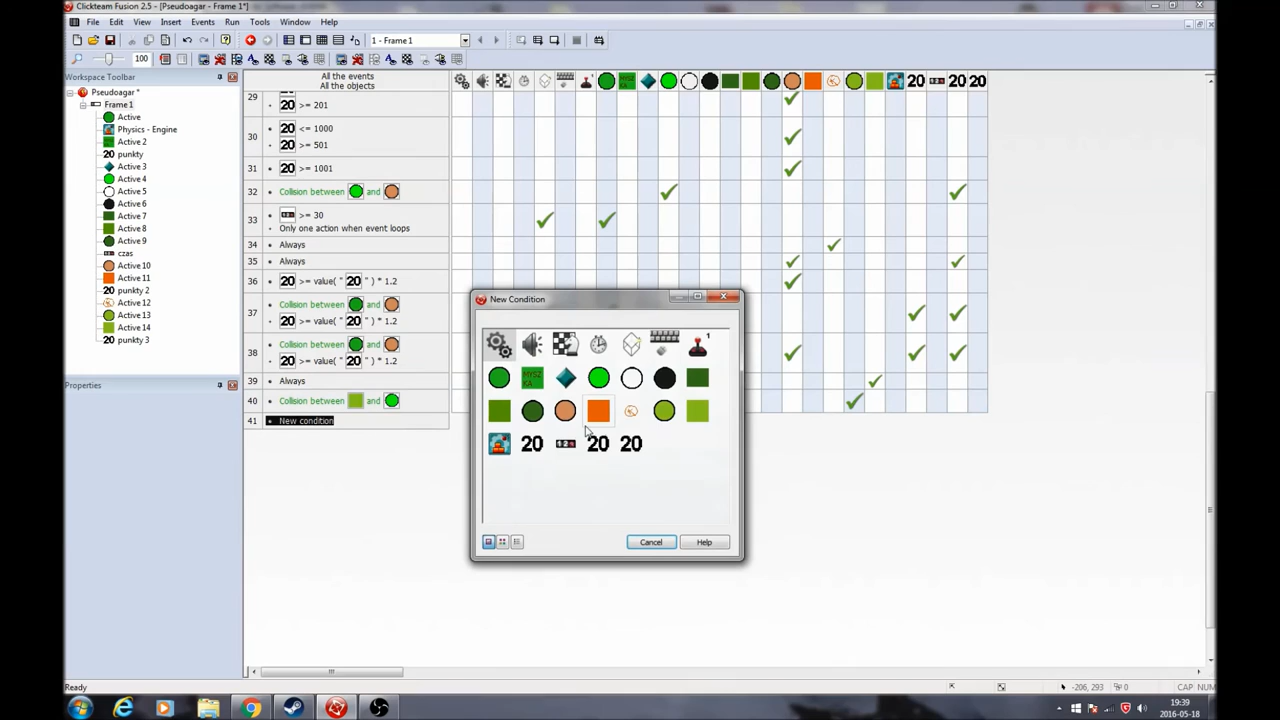 Clickteam Fusion 2.5 - [Pseudoagar - Frame 1*]
File Edit View Insert Events Run Tools Window Help
1 - Frame 1
100
Workspace Toolbar
Pseudoagar *
Frame 1
Active
Physics - Engine
Active 2
20 punkty
Active 3
Active 4
Active 5
Active 6
Active 7
Active 8
Active 9
czas
Active 10
Active 11
20 punkty 2
Active 12
Active 13
Active 14
20 punkty 3
Properties
All the events
All the objects
20 20 20
29
20 >= 201
30
20 <= 1000
20 >= 501
31 20 >= 1001
32 Collision between and
33 >= 30
Only one action when event loops
34 Always
35 Always
36 20 >= value( " 20 " ) * 1.2
37 Collision between and
20 >= value( " 20 " ) * 1.2
38 Collision between and
20 >= value( " 20 " ) * 1.2
39 Always
40 Collision between and
41 New condition
New Condition
1
MYSZ
KA
20 20 20
Cancel Help
Ready
-206, 293
0
CAP NUM
19:39
2016-05-18